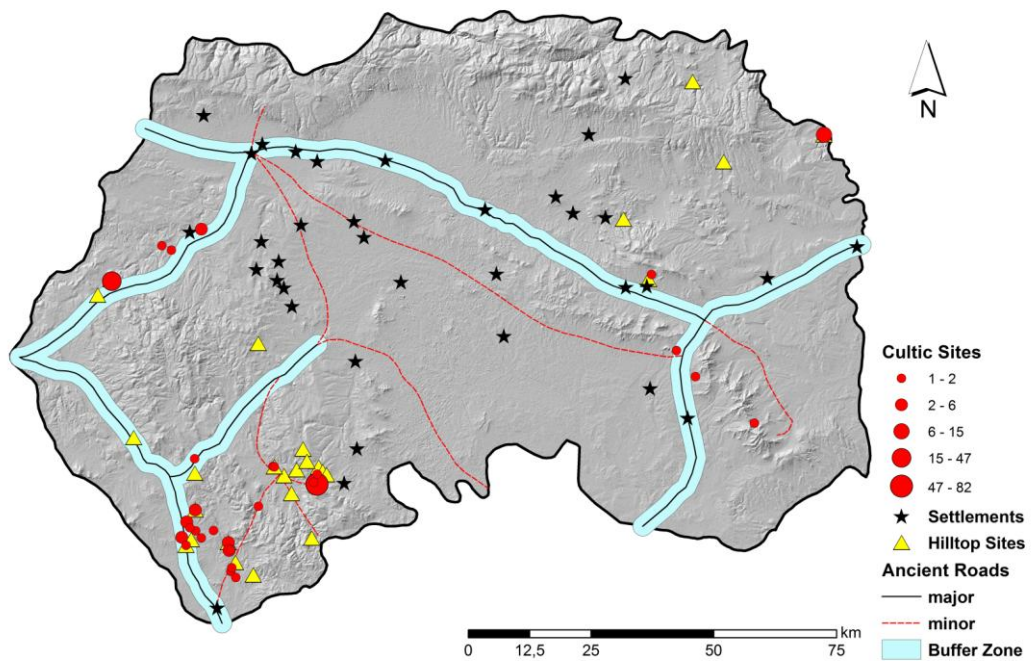 N
Cultic Sites
1 - 2
2 - 6
6 - 15
15 - 47
47 - 82
Settlements
Hilltop Sites
Ancient Roads
major
minor
Buffer Zone
km
0 12,5 25 50 75